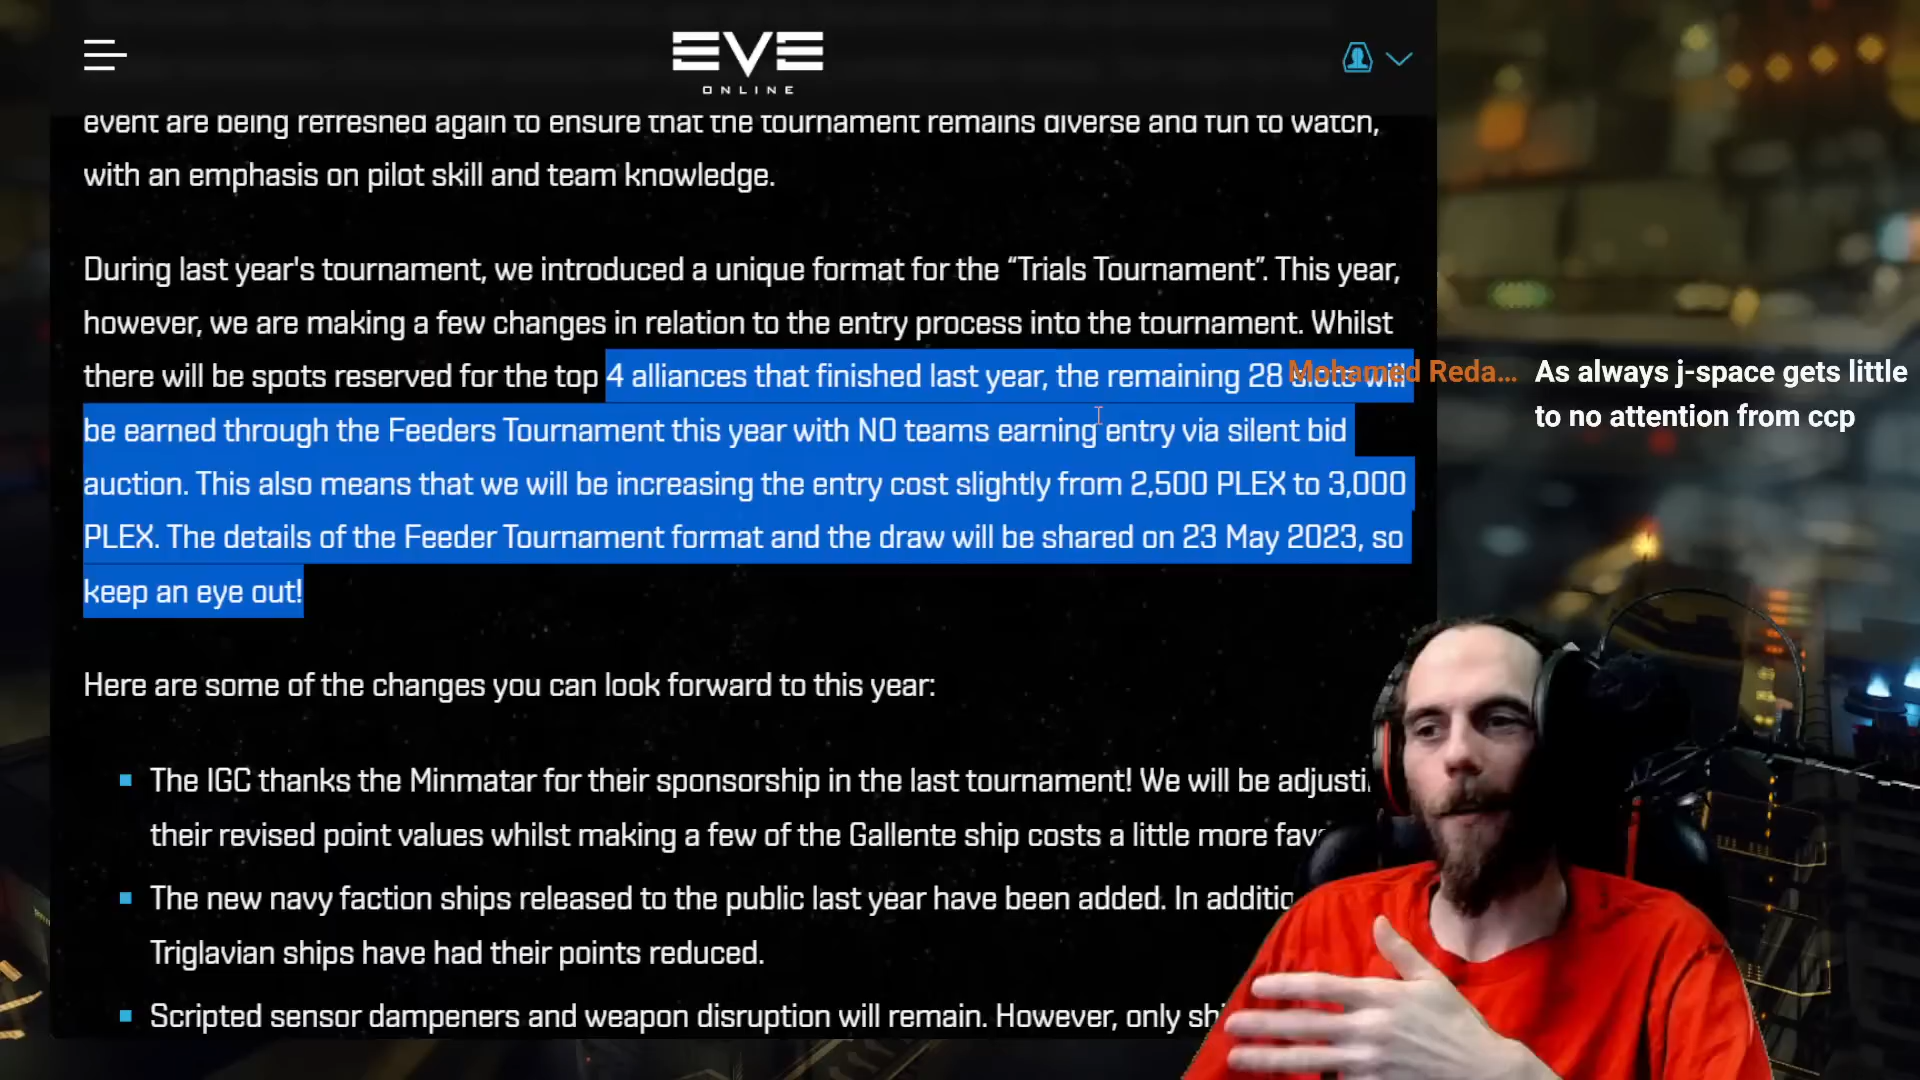 EVE
ONLINE
event are being refreshed again to ensure that the tournament remains diverse and fun to watch,
with an emphasis on pilot skill and team knowledge.
During last year's tournament, we introduced a unique format for the “Trials Tournament”. This year,
however, we are making a few changes in relation to the entry process into the tournament. Whilst
there will be spots reserved for the top 4 alliances that finished last year, the remaining 28 will
be earned through the Feeders Tournament this year with NO teams earning entry via silent bid
auction. This also means that we will be increasing the entry cost slightly from 2,500 PLEX to 3,000
PLEX. The details of the Feeder Tournament format and the draw will be shared on 23 May 2023, so
keep an eye out!
Mohamed Reda... As always j-space gets little
to no attention from ccp
Here are some of the changes you can look forward to this year:
The IGC thanks the Minmatar for their sponsorship in the last tournament! We will be adjusti
their revised point values whilst making a few of the Gallente ship costs a little more fav
The new navy faction ships released to the public last year have been added. In additio
Triglavian ships have had their points reduced.
Scripted sensor dampeners and weapon disruption will remain. However, only sh